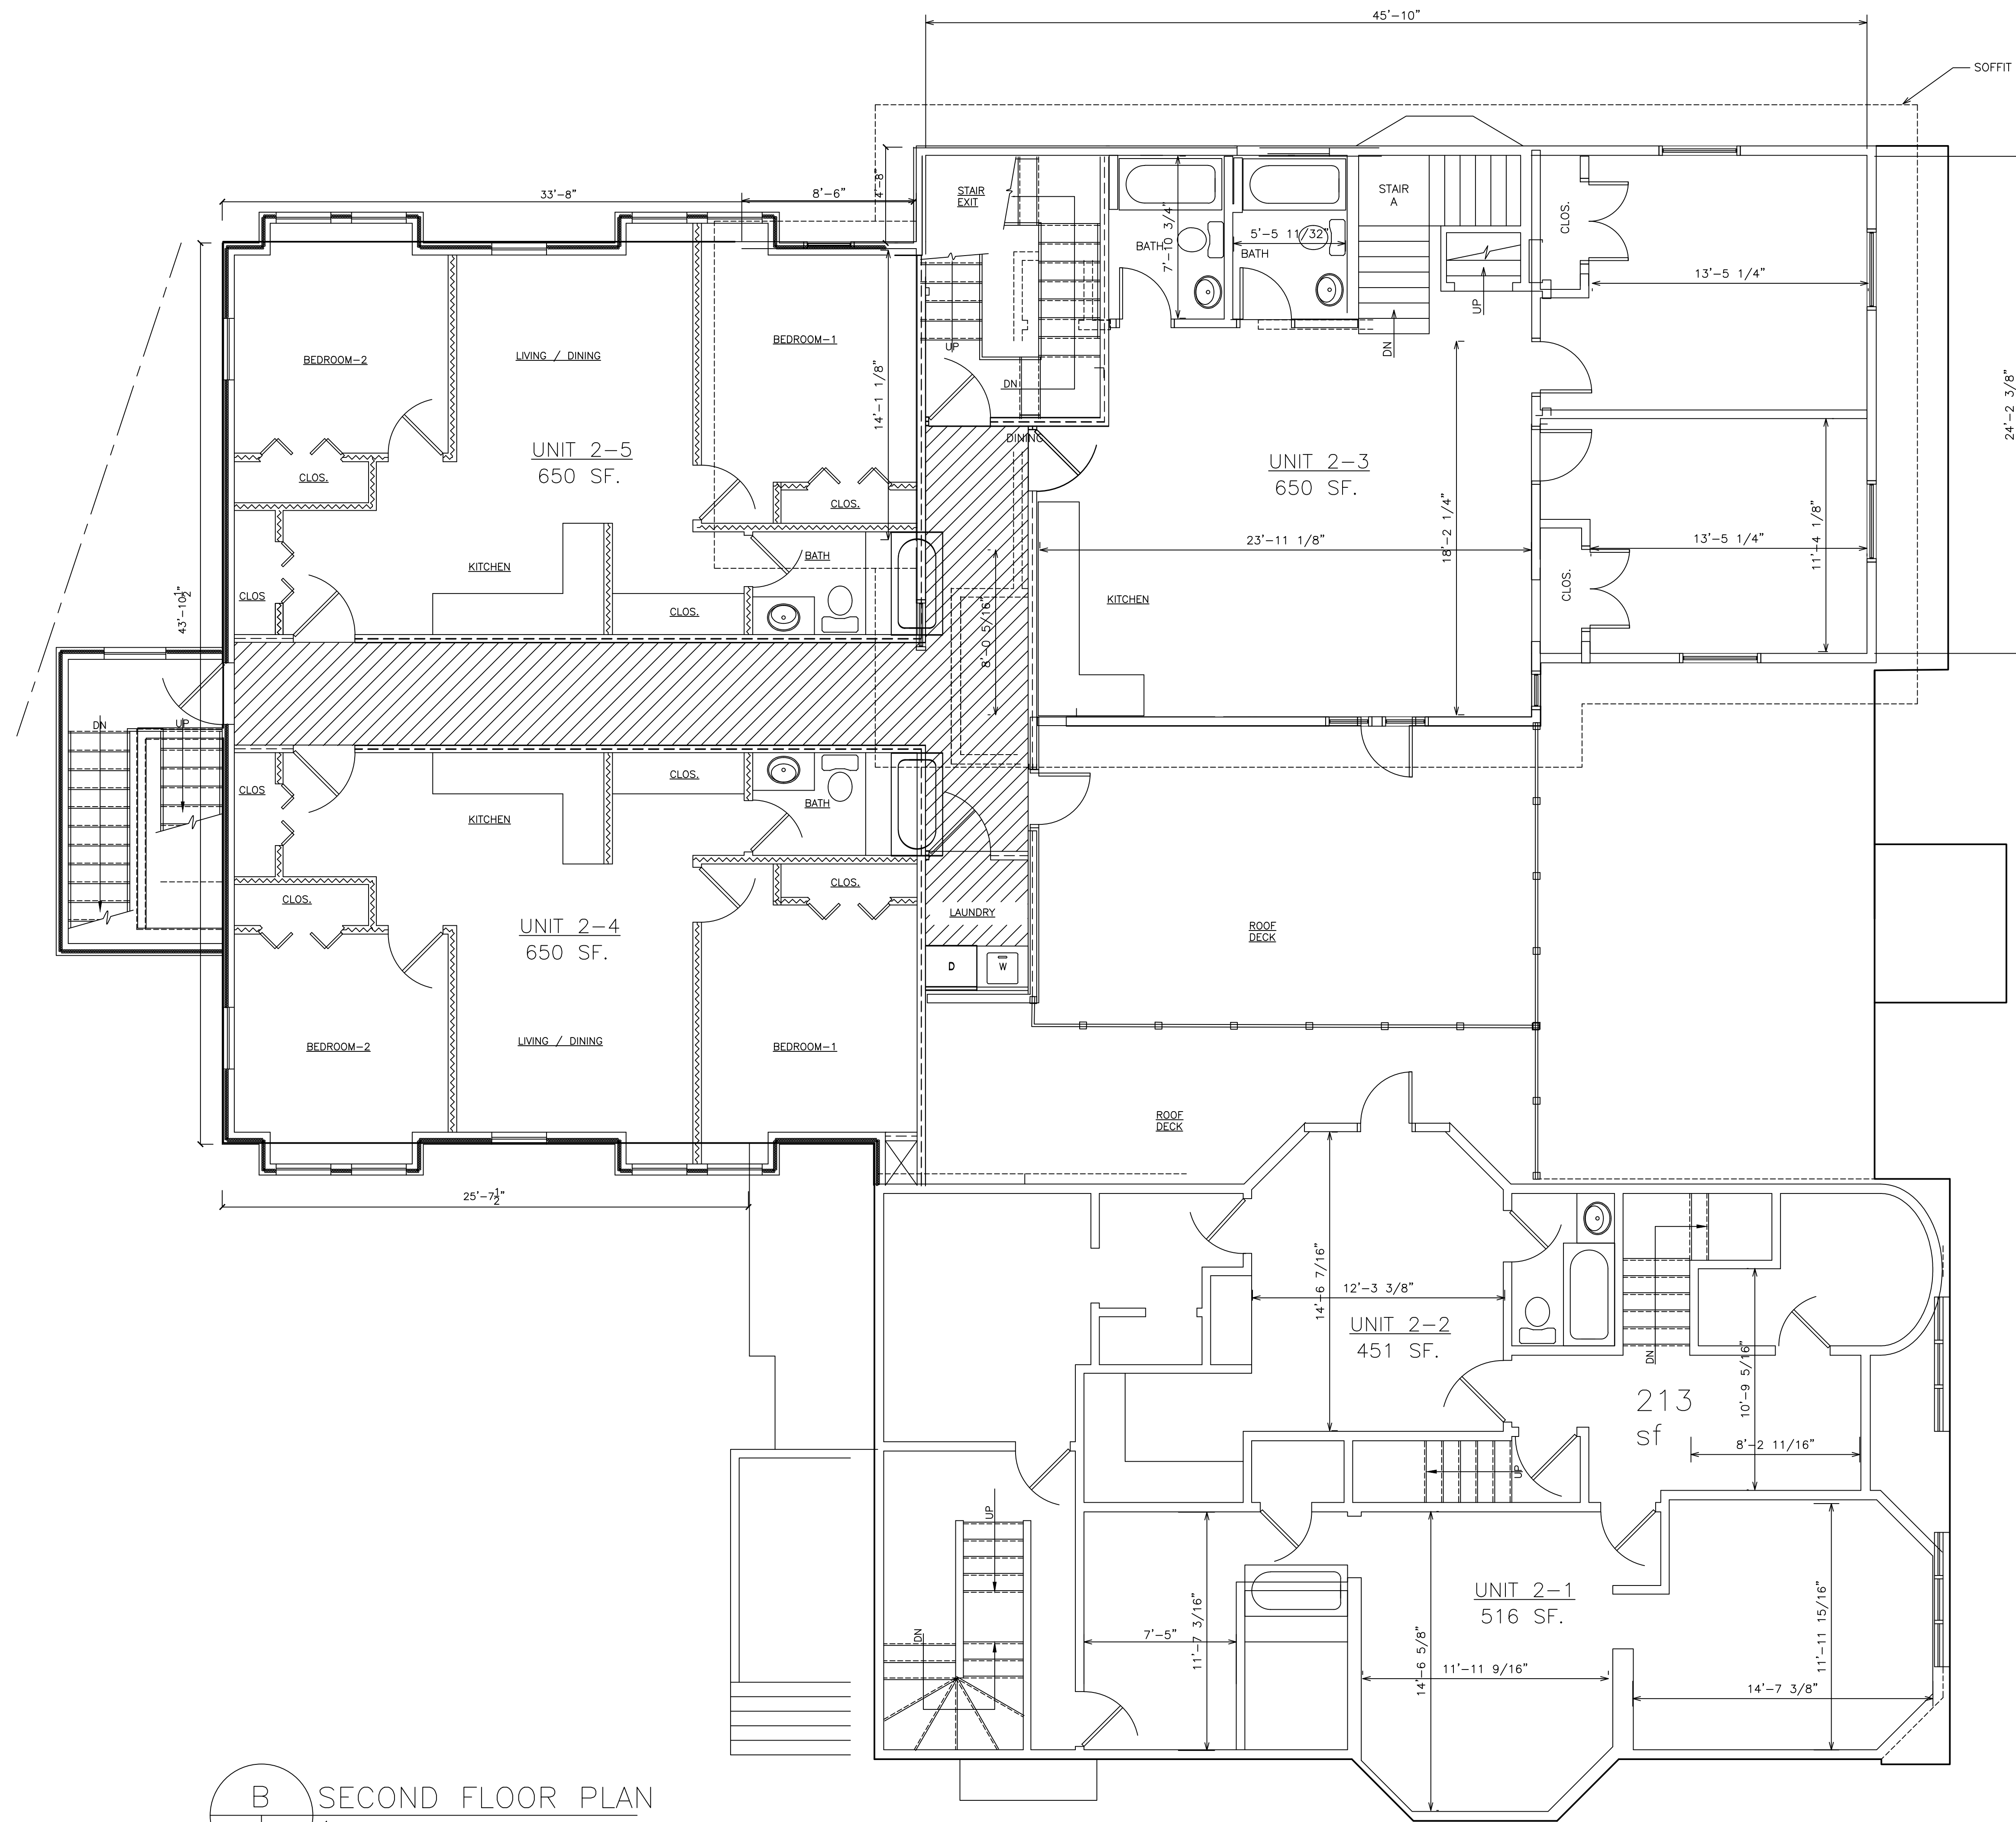 45'-10"
SOFFIT
33'-8"
8'-6"
4'-8"
STAIR
EXIT
UP
DN
BATH
7'-10 3/4"
5'-5 11/32"
BATH
STAIR
A
UP
DN
CLOS.
13'-5 1/4"
24'-2 3/8"
BEDROOM-2
LIVING / DINING
BEDROOM-1
14'-1 1/8"
UNIT 2-5
650 SF.
CLOS.
CLOS.
DINING
UNIT 2-3
650 SF.
18'-2 1/4"
23'-11 1/8"
13'-5 1/4"
11'-4 1/8"
CLOS.
KITCHEN
BATH
CLOS
CLOS.
KITCHEN
8'-0 5/16"
43'-10 1/2"
DN
UP
CLOS
KITCHEN
CLOS.
BATH
CLOS.
CLOS.
UNIT 2-4
650 SF.
LAUNDRY
D
W
ROOF
DECK
BEDROOM-2
LIVING / DINING
BEDROOM-1
ROOF
DECK
25'-7 1/2"
14'-6 7/16"
12'-3 3/8"
UNIT 2-2
451 SF.
DN
10'-9 5/16"
213
sf
8'-2 11/16"
UP
UP
DN
7'-5"
11'-7 3/16"
UNIT 2-1
516 SF.
14'-6 5/8"
11'-11 9/16"
11'-11 15/16"
14'-7 3/8"
B
SECOND FLOOR PLAN